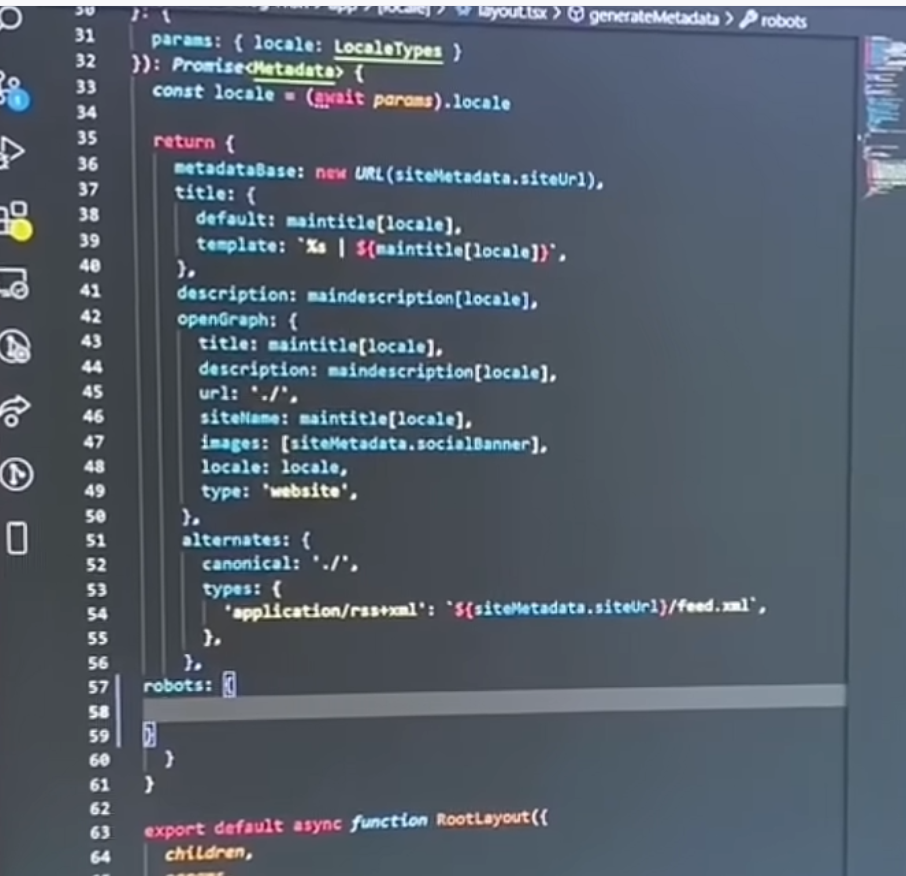 [locale] > layout.tsx > generateMetadata > robots
30 }: {
31 params: { locale: LocaleTypes }
32 }): Promise<Metadata> {
33 const locale = (await params).locale
34
35 return {
36 metadataBase: new URL(siteMetadata.siteUrl),
37 title: {
38 default: maintitle[locale],
39 template: `%s | ${maintitle[locale]}`,
40 },
41 description: maindescription[locale],
42 openGraph: {
43 title: maintitle[locale],
44 description: maindescription[locale],
45 url: './',
46 siteName: maintitle[locale],
47 images: [siteMetadata.socialBanner],
48 locale: locale,
49 type: 'website',
50 },
51 alternates: {
52 canonical: './',
53 types: {
54 'application/rss+xml': `${siteMetadata.siteUrl}/feed.xml`,
55 },
56 },
57 robots: {
58
59 }
60 }
61 }
62
63 export default async function RootLayout({
64 children,